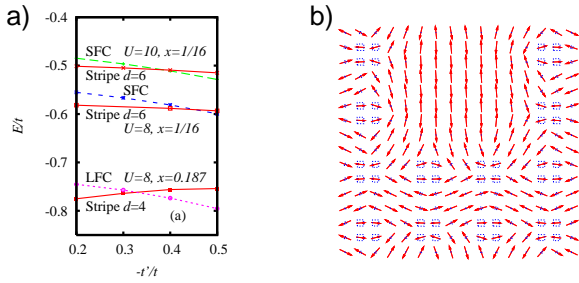 a)
b)
-0.4
-0.5
-0.6
-0.7
-0.8
E/t
SFC U=10, x=1/16
Stripe d=6
SFC
Stripe d=6
U=8, x=1/16
LFC U=8, x=0.187
Stripe d=4
(a)
0.2 0.3 0.4 0.5
-t'/t